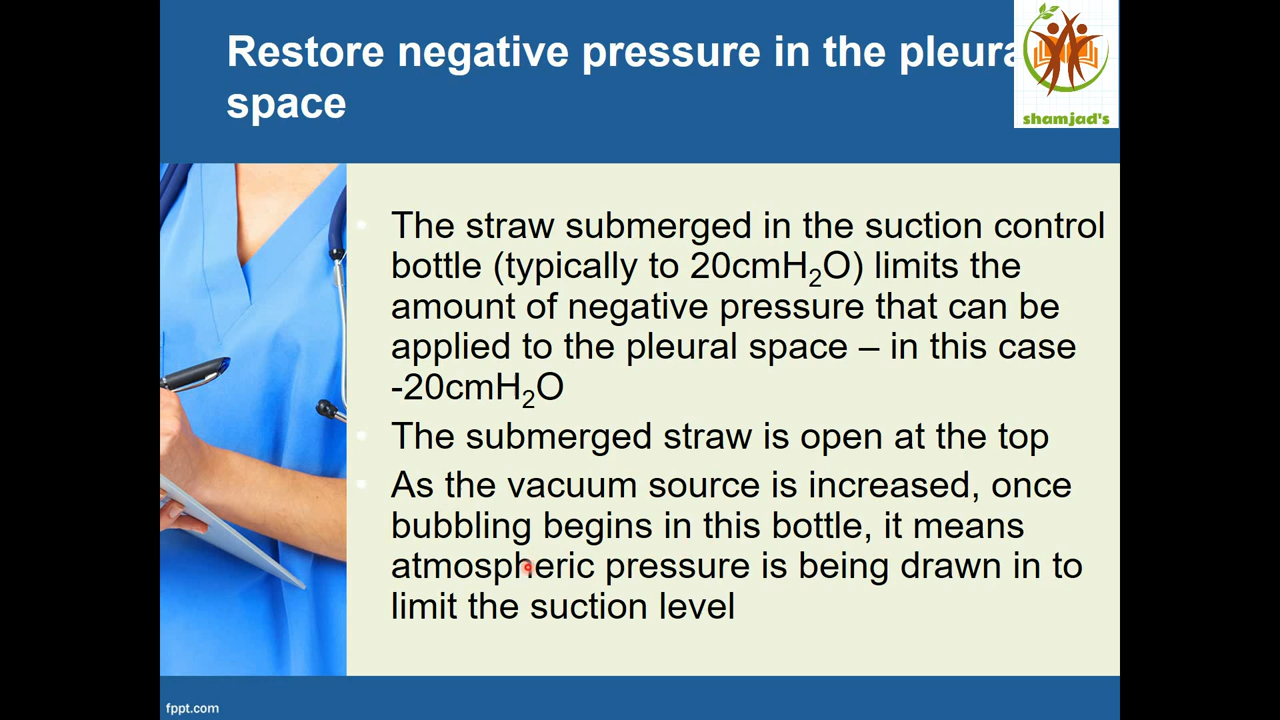 Restore negative pressure in the pleura
space
shamjad's
• The straw submerged in the suction control
bottle (typically to 20cmH₂O) limits the
amount of negative pressure that can be
applied to the pleural space – in this case
-20cmH₂O
• The submerged straw is open at the top
• As the vacuum source is increased, once
bubbling begins in this bottle, it means
atmospheric pressure is being drawn in to
limit the suction level
fppt.com